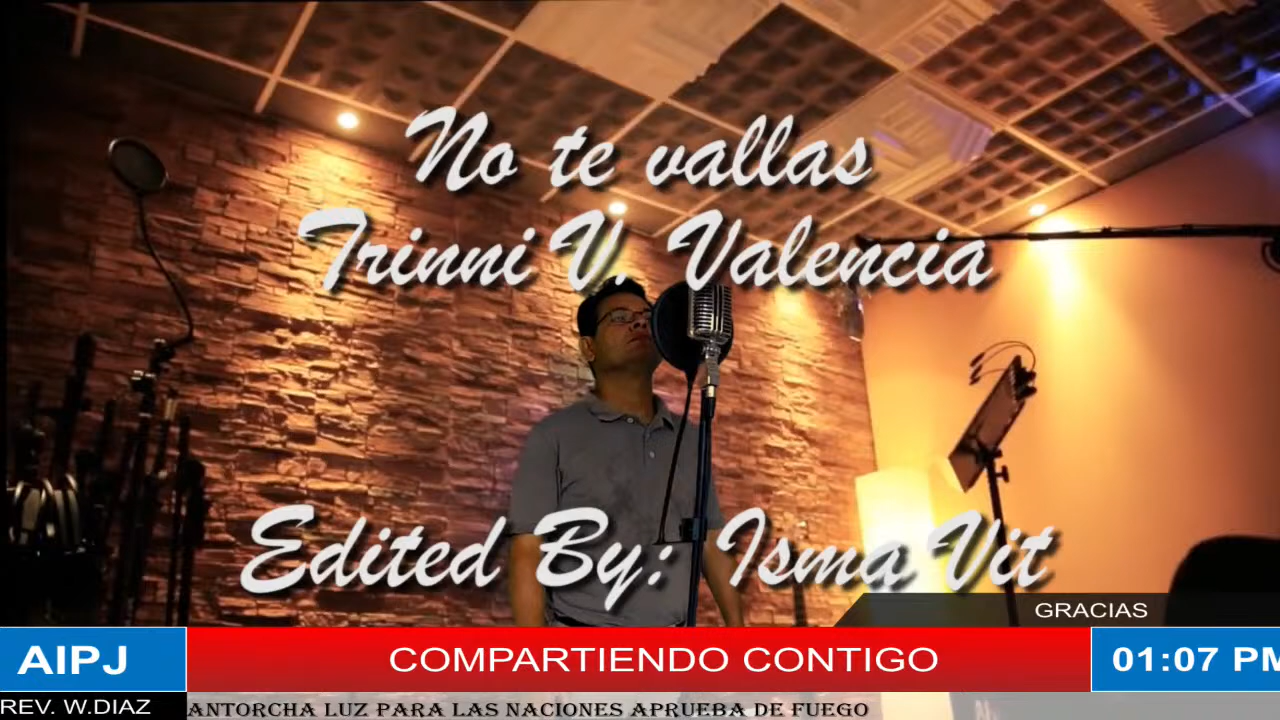 No te vallas
Trinni V. Valencia
Edited By: Isma Vit
GRACIAS
AIPJ
COMPARTIENDO CONTIGO
01:07 PM
REV. W.DIAZ
ANTORCHA LUZ PARA LAS NACIONES APRUEBA DE FUEGO